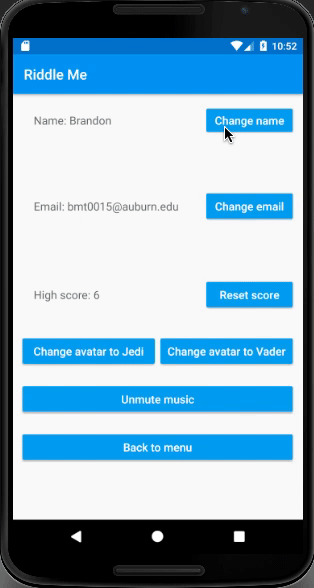 10:52
Riddle Me
Name: Brandon
Change name
Email: bmt0015@auburn.edu
Change email
High score: 6
Reset score
Change avatar to Jedi
Change avatar to Vader
Unmute music
Back to menu